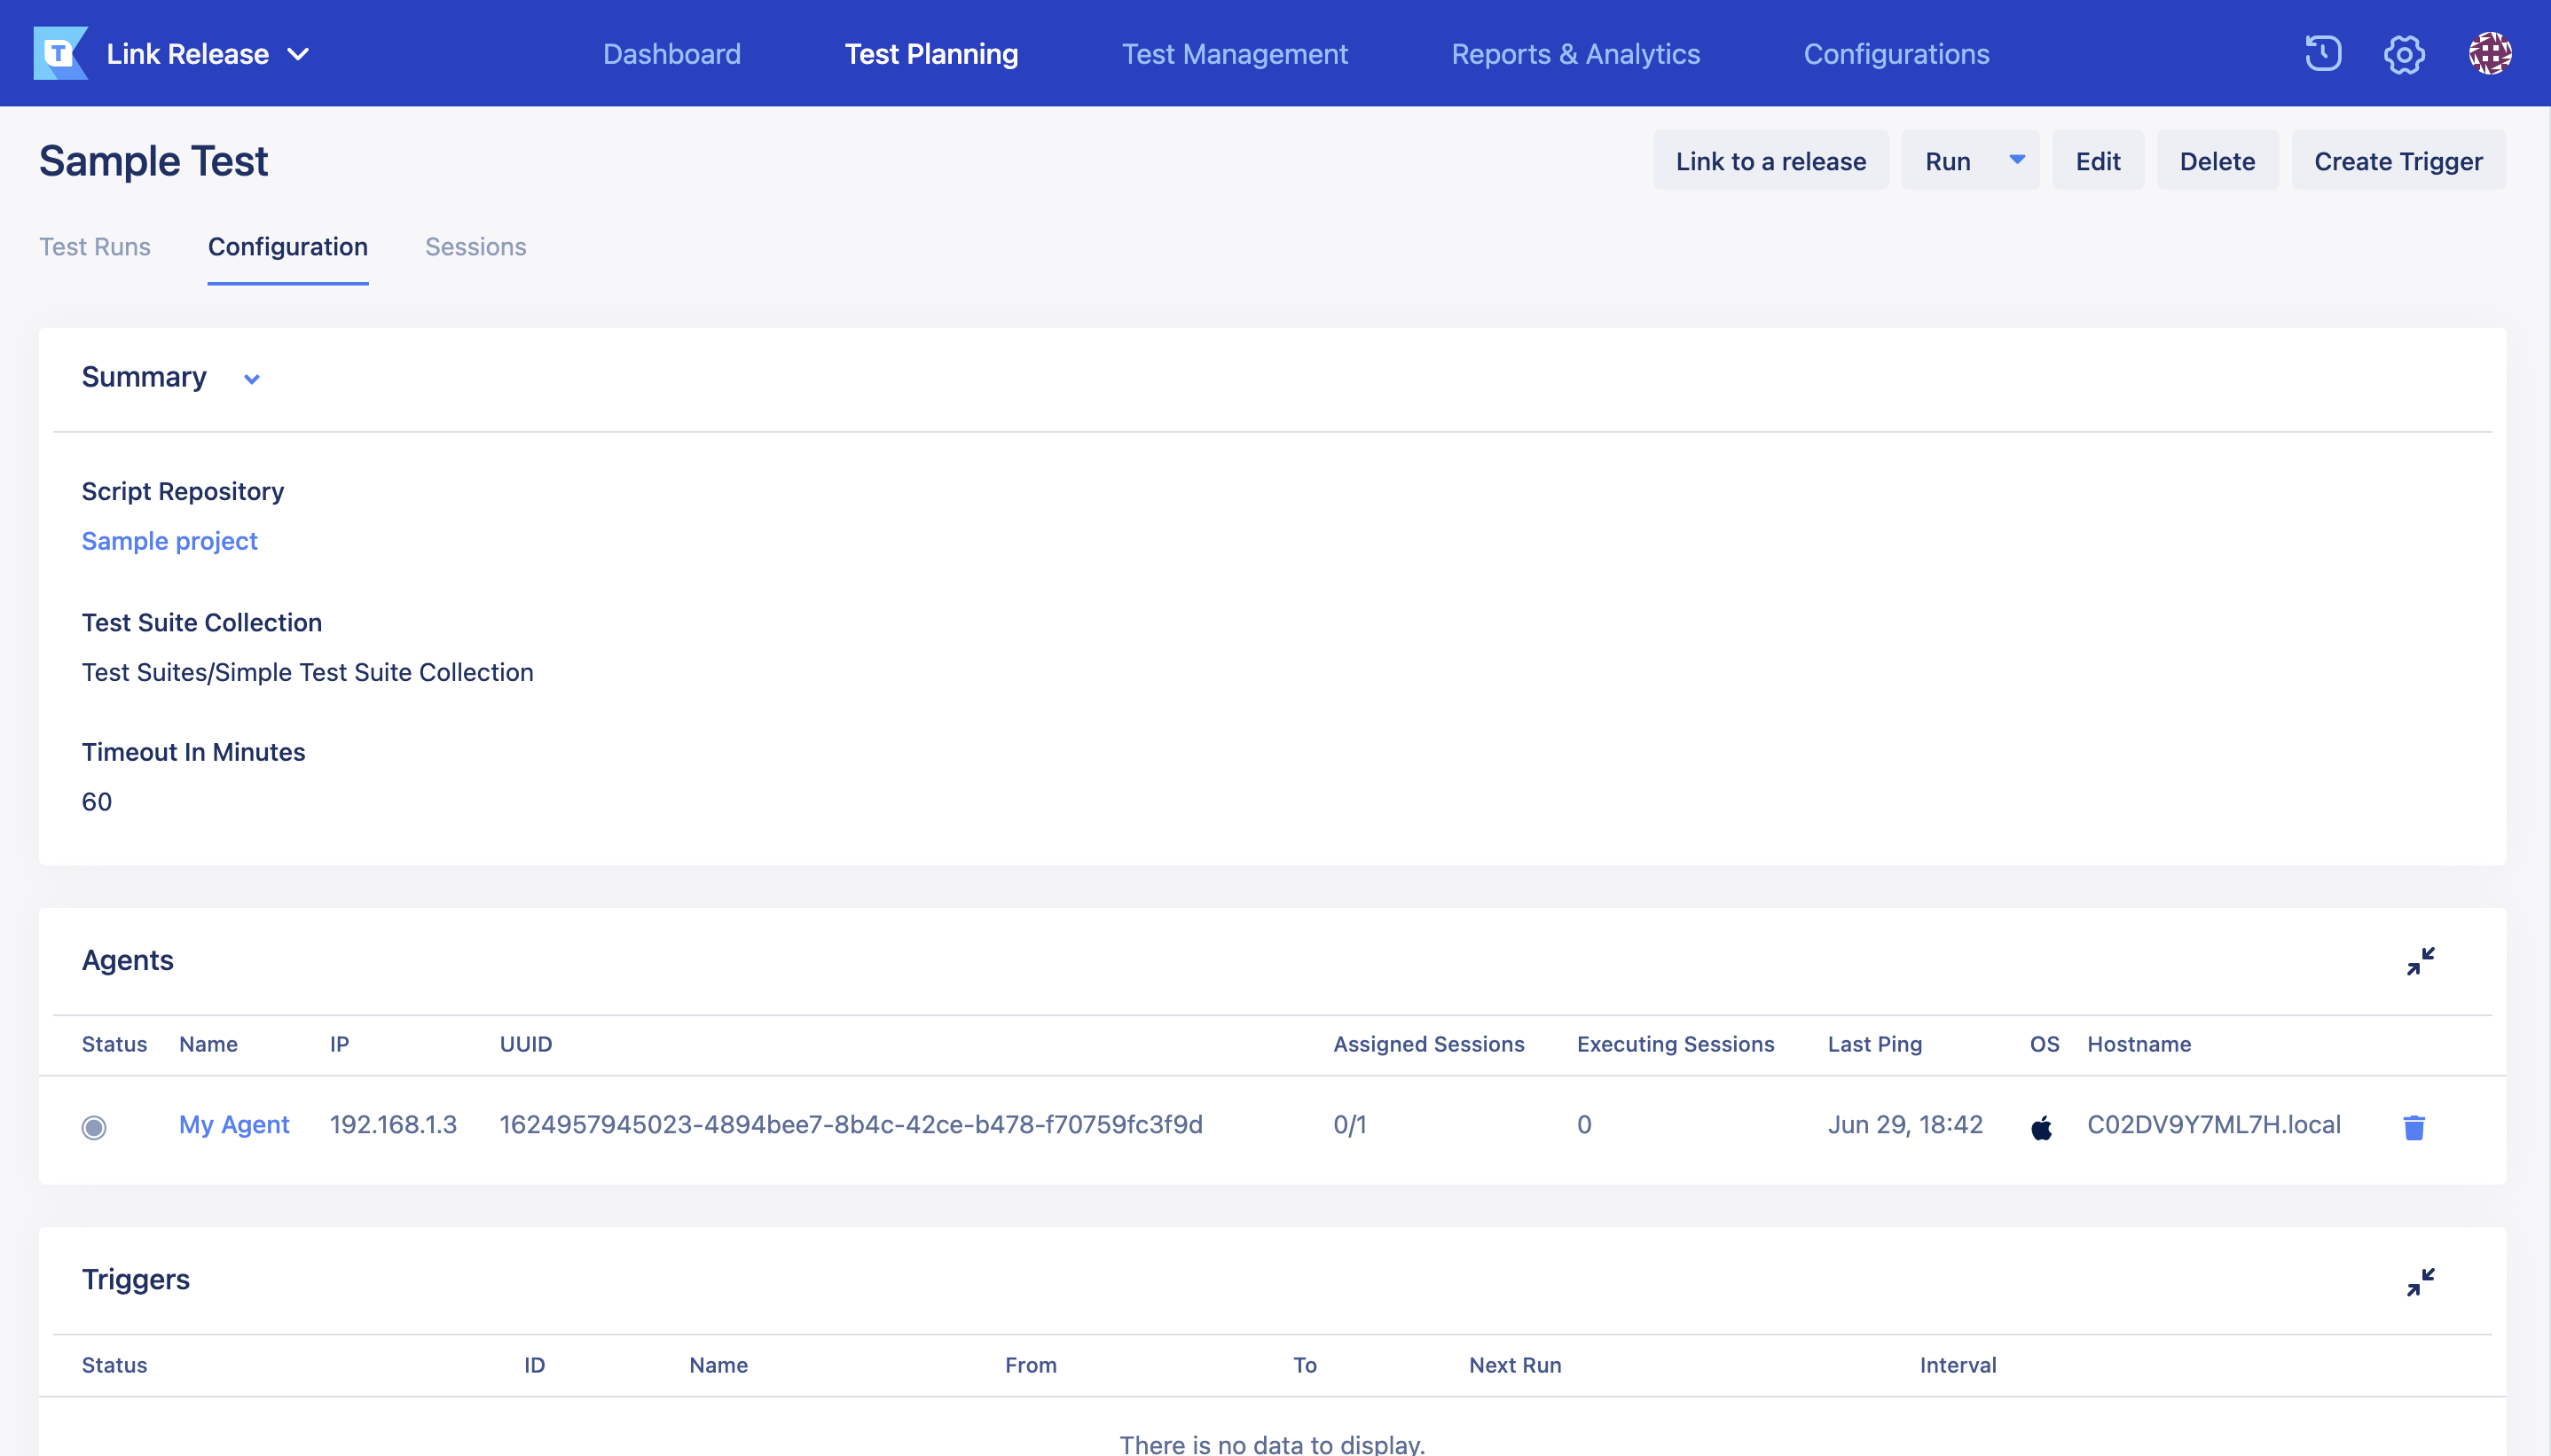 T Link Release Dashboard Test Planning Test Management Reports & Analytics Configurations
Sample Test Link to a release Run Edit Delete Create Trigger
Test Runs Configuration Sessions
Summary
Script Repository
Sample project
Test Suite Collection
Test Suites/Simple Test Suite Collection
Timeout In Minutes
60
Agents
Status Name IP UUID Assigned Sessions Executing Sessions Last Ping OS Hostname
My Agent 192.168.1.3 1624957945023-4894bee7-8b4c-42ce-b478-f70759fc3f9d 0/1 0 Jun 29, 18:42 C02DV9Y7ML7H.local
Triggers
Status ID Name From To Next Run Interval
There is no data to display.